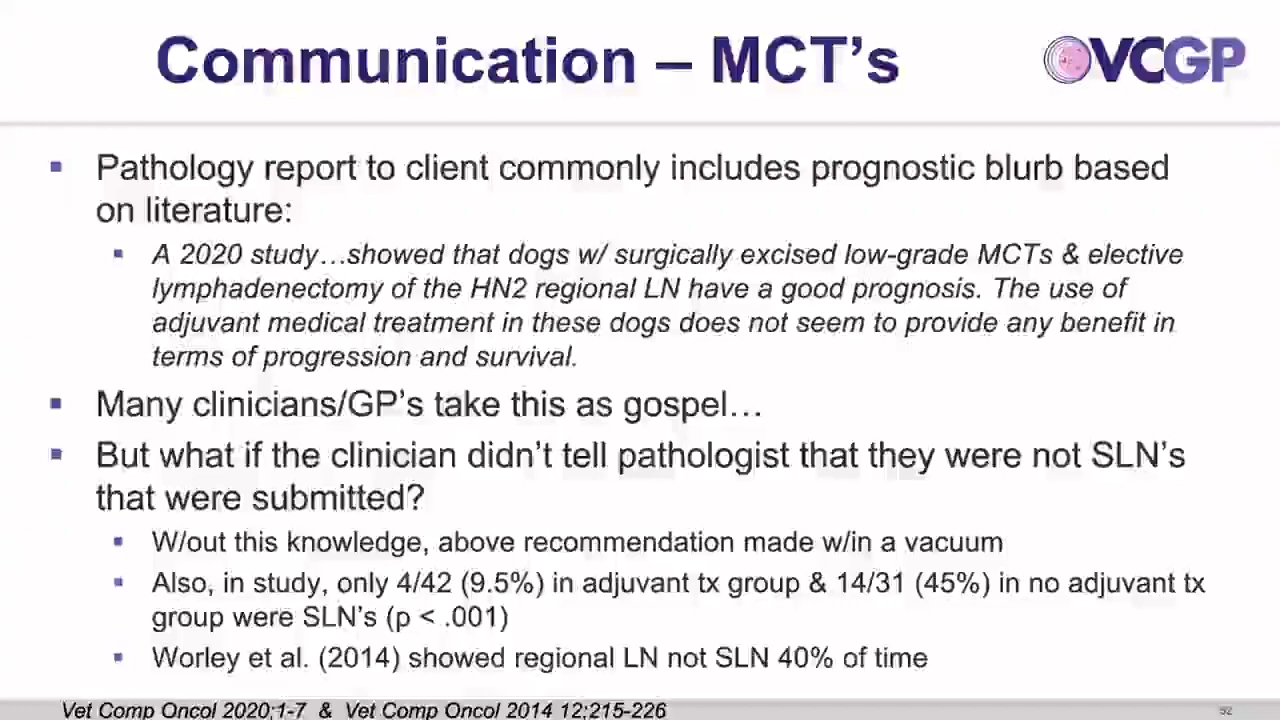 Communication – MCT’s
VCGP
Pathology report to client commonly includes prognostic blurb based
on literature:
A 2020 study…showed that dogs w/ surgically excised low-grade MCTs & elective
lymphadenectomy of the HN2 regional LN have a good prognosis. The use of
adjuvant medical treatment in these dogs does not seem to provide any benefit in
terms of progression and survival.
Many clinicians/GP’s take this as gospel…
But what if the clinician didn’t tell pathologist that they were not SLN’s
that were submitted?
W/out this knowledge, above recommendation made w/in a vacuum
Also, in study, only 4/42 (9.5%) in adjuvant tx group & 14/31 (45%) in no adjuvant tx
group were SLN’s (p < .001)
Worley et al. (2014) showed regional LN not SLN 40% of time
Vet Comp Oncol 2020;1-7 & Vet Comp Oncol 2014 12;215-226